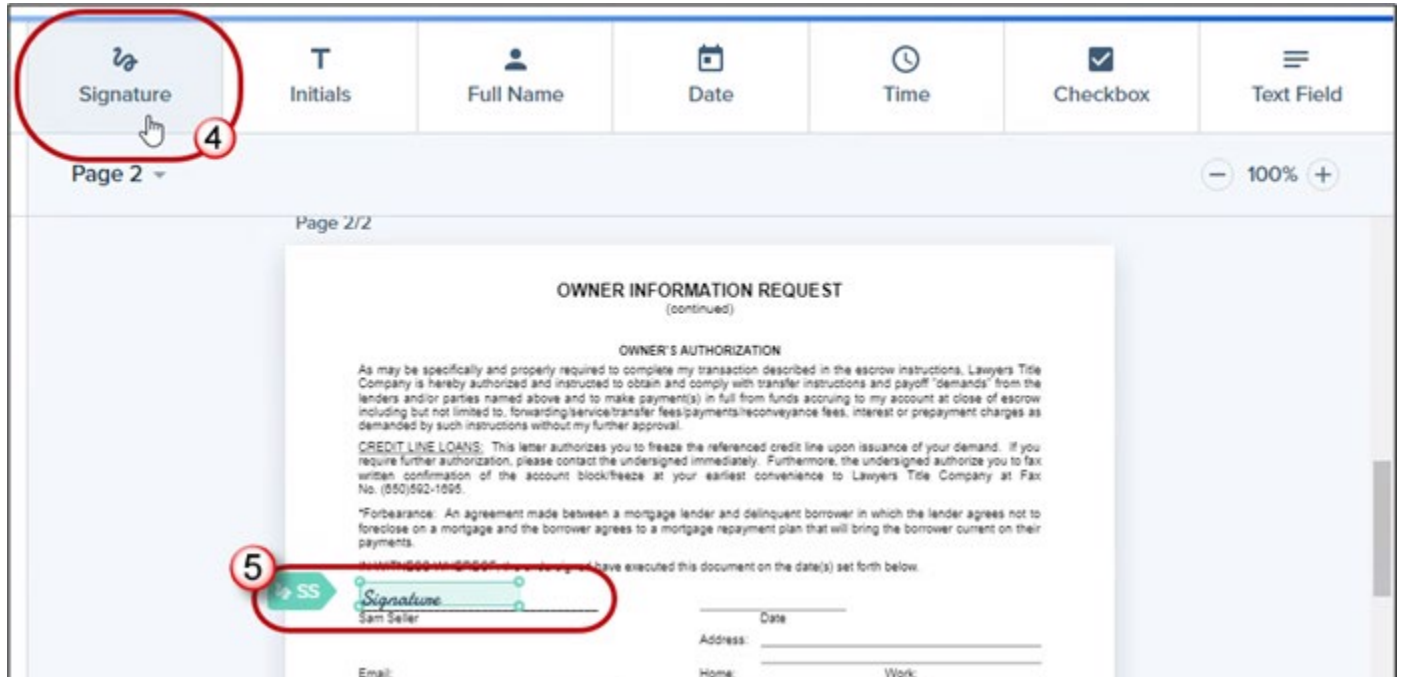 Signature
Initials
Full Name
Date
Time
Checkbox
Text Field
4
Page 2
100%
Page 2/2
OWNER INFORMATION REQUEST
(continued)
OWNER'S AUTHORIZATION
As may be specifically and properly required to complete my transaction described in the escrow instructions, Lawyers Title
Company is hereby authorized and instructed to obtain and comply with transfer instructions and payoff "demands" from the
lenders and/or parties named above and to make payment(s) in full from funds accruing to my account at close of escrow
including but not limited to, forwarding/service/transfer fees/payments/reconveyance fees, interest or prepayment charges as
demanded by such instructions without my further approval.
CREDIT LINE LOANS: This letter authorizes you to freeze the referenced credit line upon issuance of your demand. If you
require further authorization, please contact the undersigned immediately. Furthermore, the undersigned authorize you to fax
written confirmation of the account block/freeze at your earliest convenience to Lawyers Title Company at Fax
No. (650)592-1695.
*Forbearance: An agreement made between a mortgage lender and delinquent borrower in which the lender agrees not to
foreclose on a mortgage and the borrower agrees to a mortgage repayment plan that will bring the borrower current on their
payments.
IN WITNESS WHEREOF, the undersigned have executed this document on the date(s) set forth below.
5
SS
Signature
Sam Seller
Date
Address:
Email:
Home:
Work: